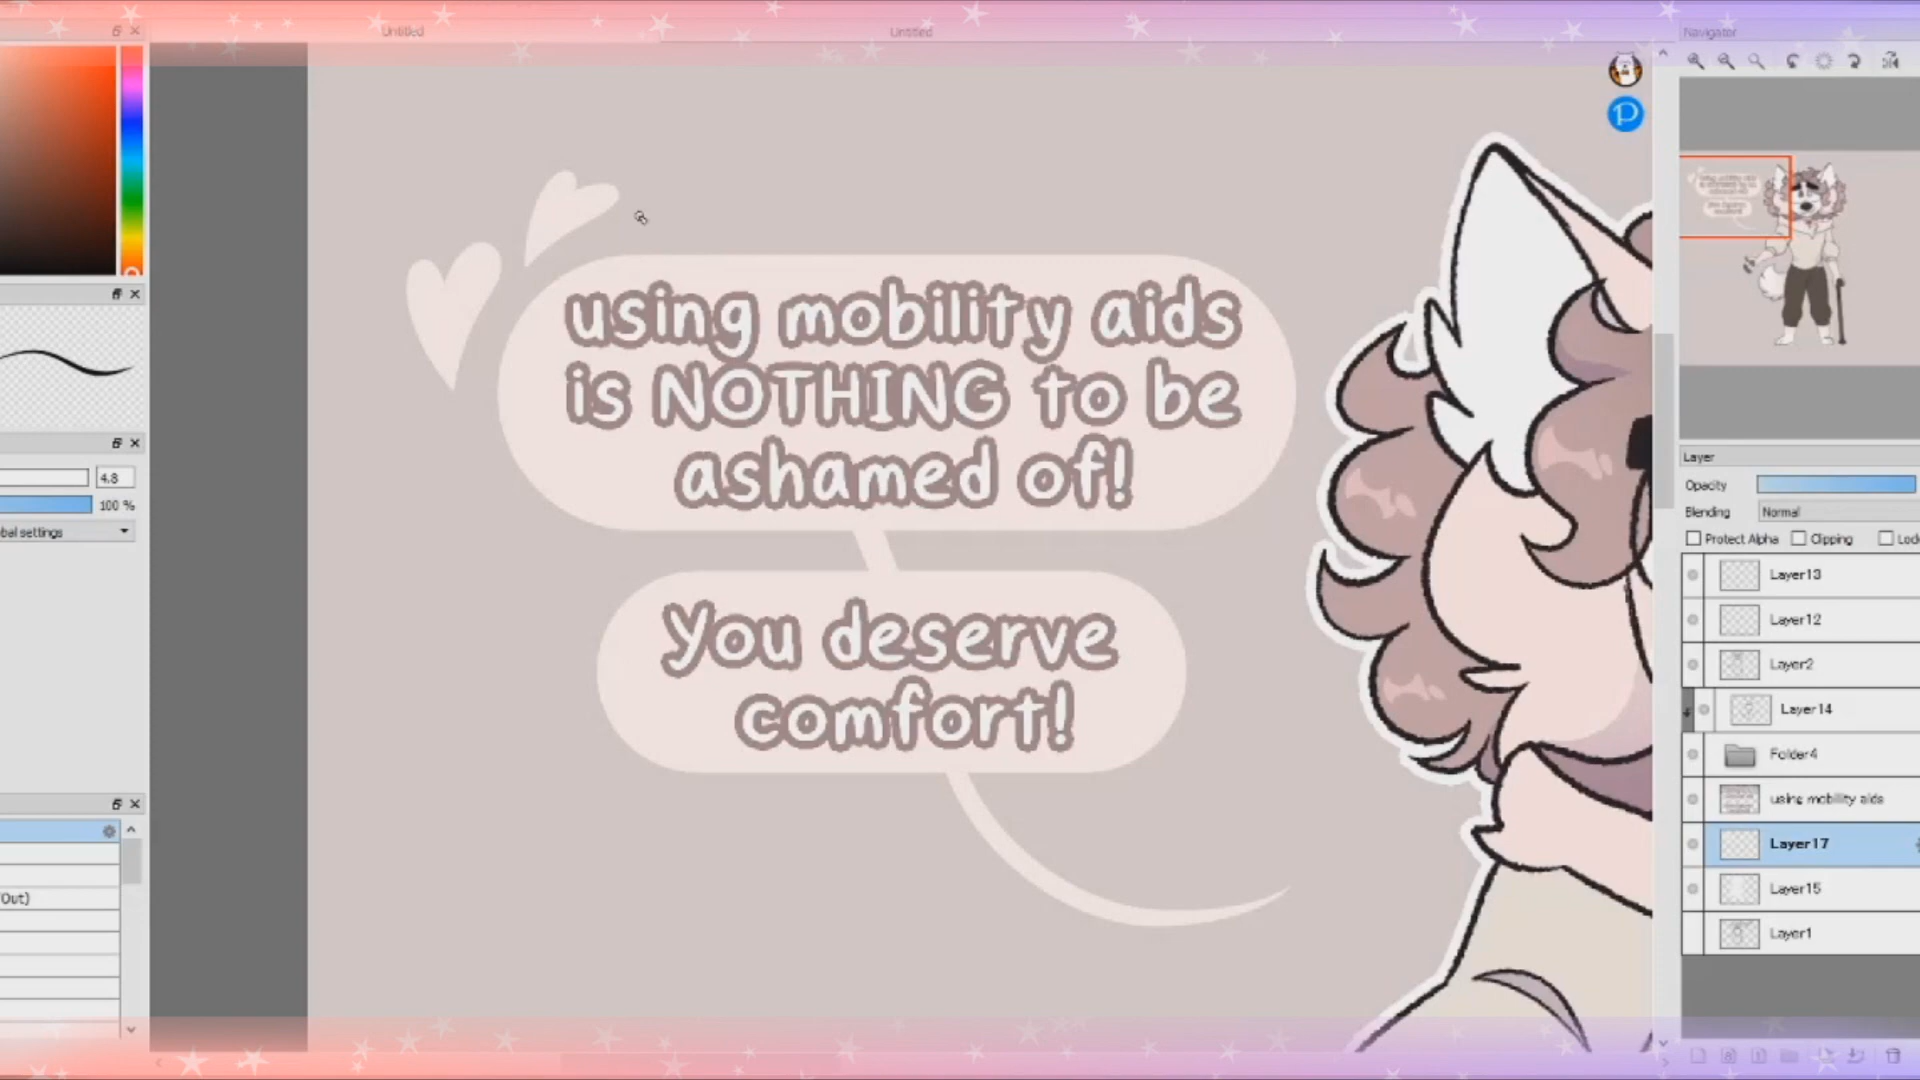 Untitled
Untitled
Navigator
using mobility aids
is NOTHING to be
ashamed of!
You deserve
comfort!
4.8
100 %
bal settings
Out)
Layer
Opacity
Blending
Normal
Protect Alpha
Clipping
Layer13
Layer12
Layer2
Layer14
Folder4
using mobility aids
Layer17
Layer15
Layer1